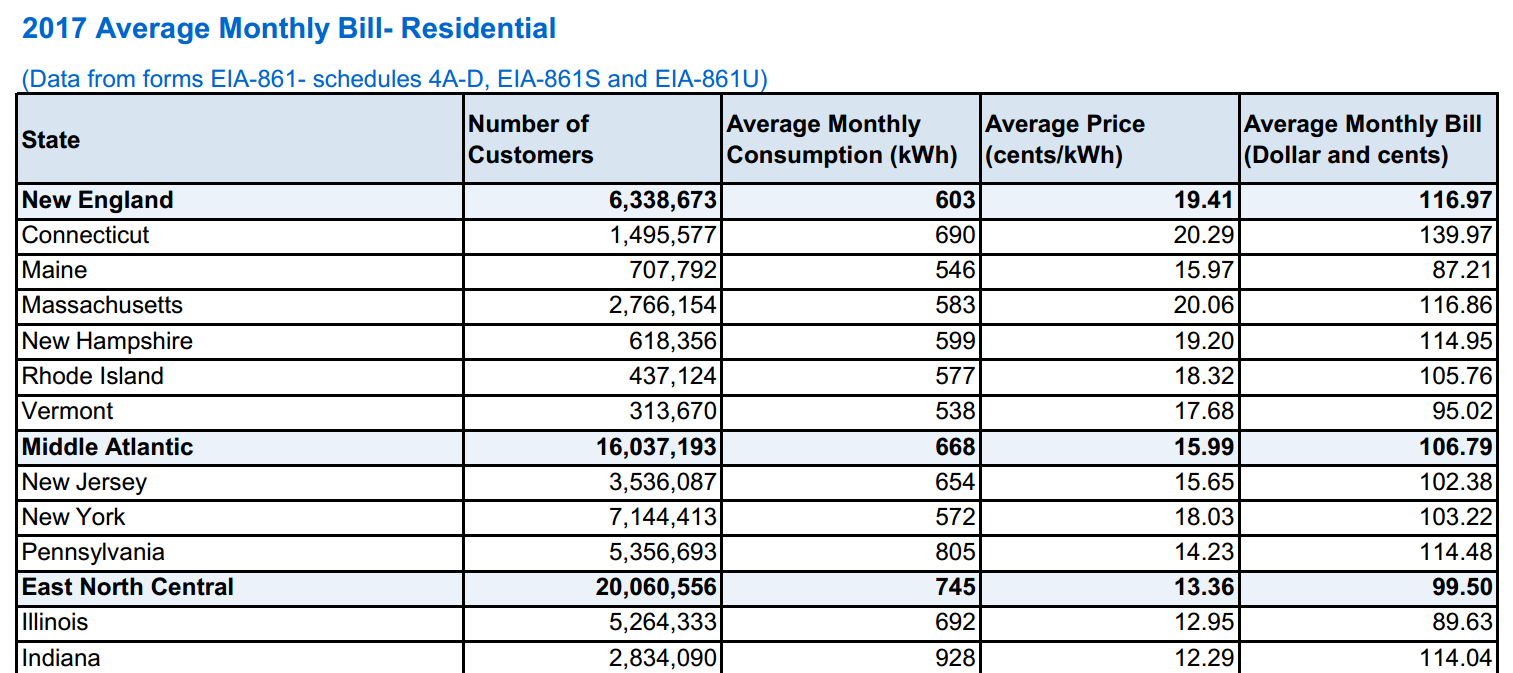 2017 Average Monthly Bill- Residential
(Data from forms EIA-861- schedules 4A-D, EIA-861S and EIA-861U)
State Number of Customers Average Monthly Consumption (kWh) Average Price (cents/kWh) Average Monthly Bill (Dollar and cents)
New England 6,338,673 603 19.41 116.97
Connecticut 1,495,577 690 20.29 139.97
Maine 707,792 546 15.97 87.21
Massachusetts 2,766,154 583 20.06 116.86
New Hampshire 618,356 599 19.20 114.95
Rhode Island 437,124 577 18.32 105.76
Vermont 313,670 538 17.68 95.02
Middle Atlantic 16,037,193 668 15.99 106.79
New Jersey 3,536,087 654 15.65 102.38
New York 7,144,413 572 18.03 103.22
Pennsylvania 5,356,693 805 14.23 114.48
East North Central 20,060,556 745 13.36 99.50
Illinois 5,264,333 692 12.95 89.63
Indiana 2,834,090 928 12.29 114.04